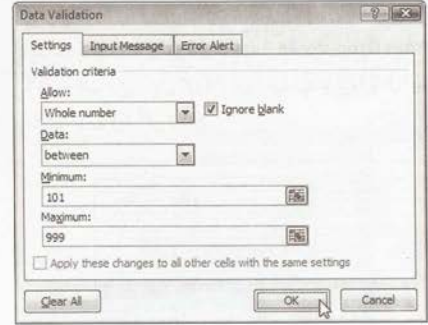 Data Validation
Settings Input Message Error Alert
Validation criteria
Allow:
Whole number Ignore blank
Data:
between
Minimum:
101
Maximum:
999
Apply these changes to all other cells with the same settings
Clear All OK Cancel